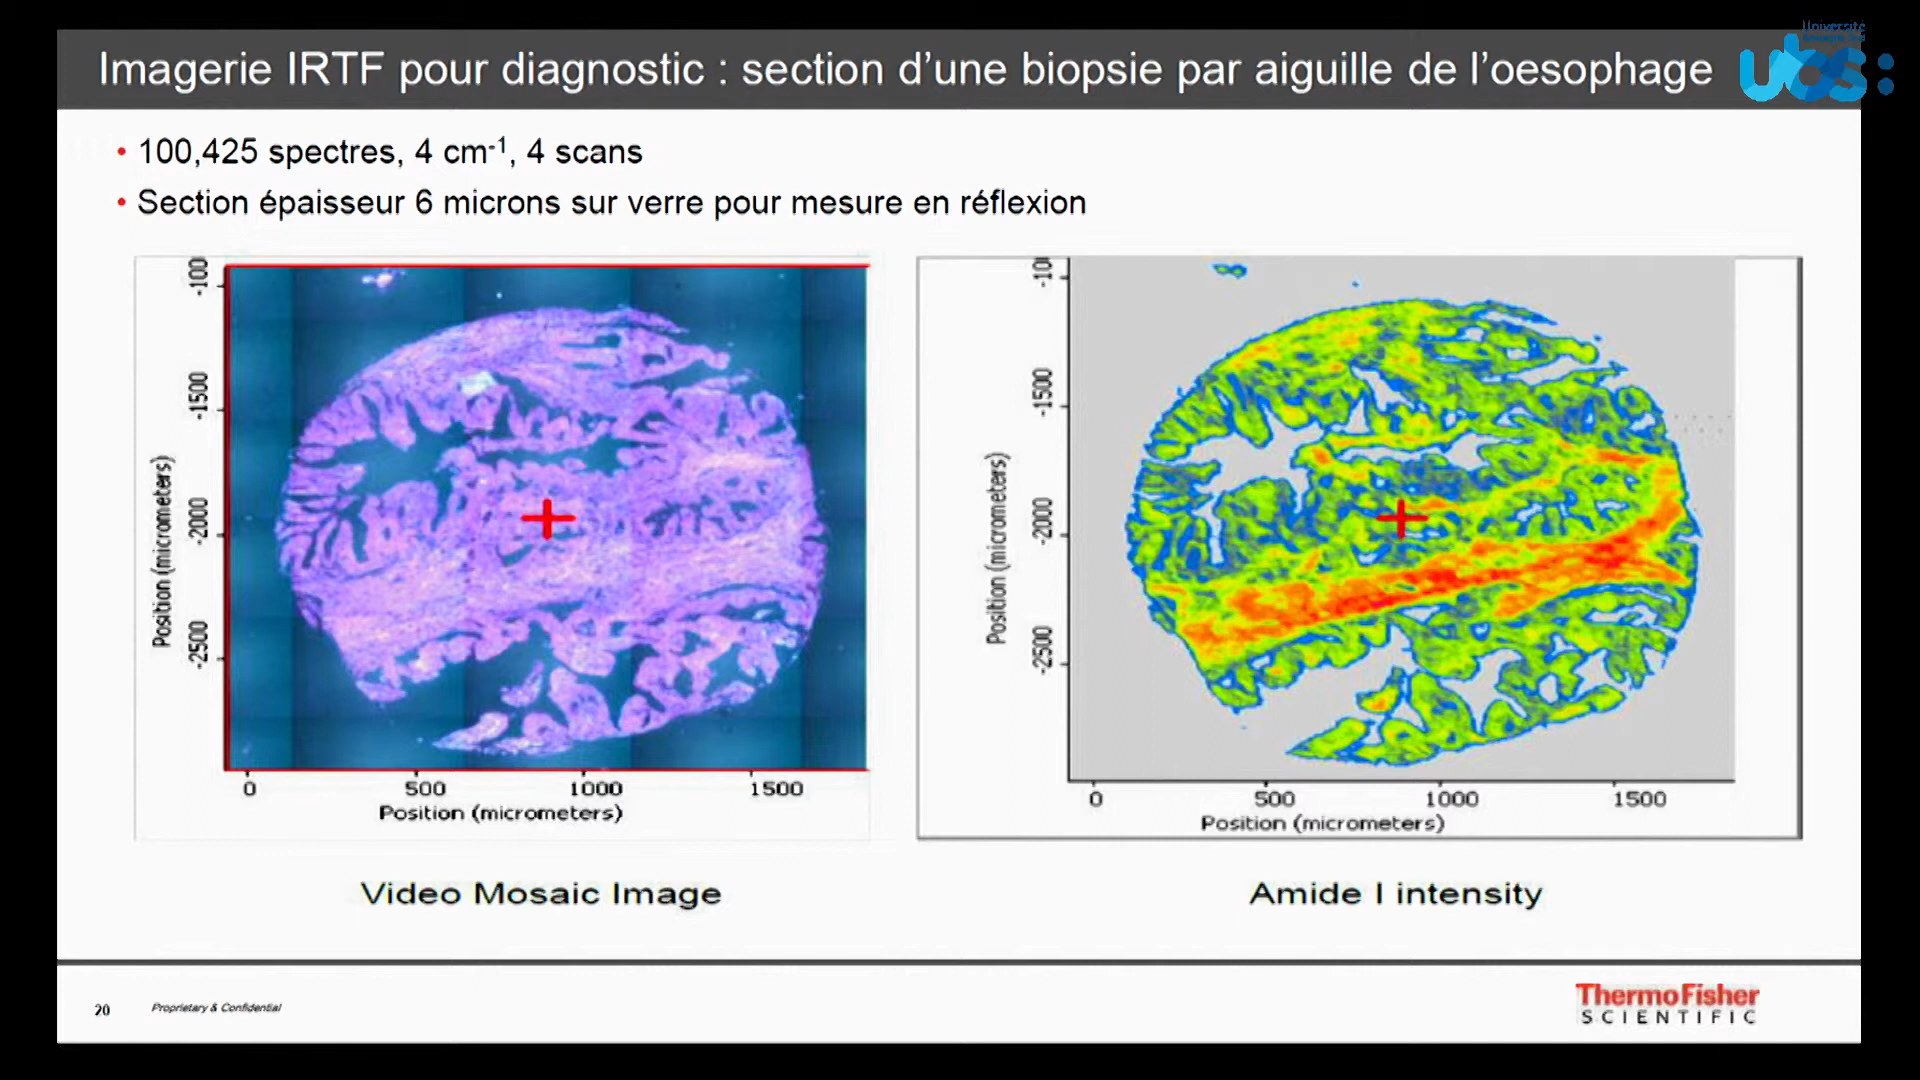 Université
ubs:
Imagerie IRTF pour diagnostic : section d’une biopsie par aiguille de l’oesophage
• 100,425 spectres, 4 cm-1, 4 scans
• Section épaisseur 6 microns sur verre pour mesure en réflexion
-100
-1500
-2000
-2500
Position (micrometers)
0 500 1000 1500
Position (micrometers)
Video Mosaic Image
-100
-1500
-2000
-2500
Position (micrometers)
0 500 1000 1500
Position (micrometers)
Amide I intensity
20
Proprietary & Confidential
ThermoFisher
SCIENTIFIC